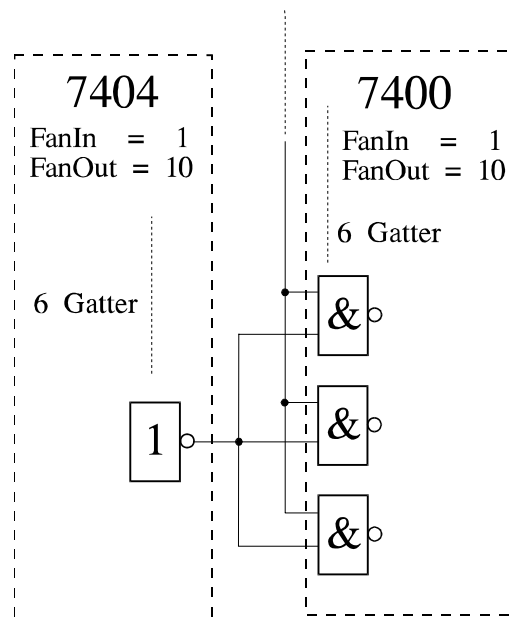 7404
FanIn = 1
FanOut = 10
6 Gatter
1
7400
FanIn = 1
FanOut = 10
6 Gatter
&
&
&